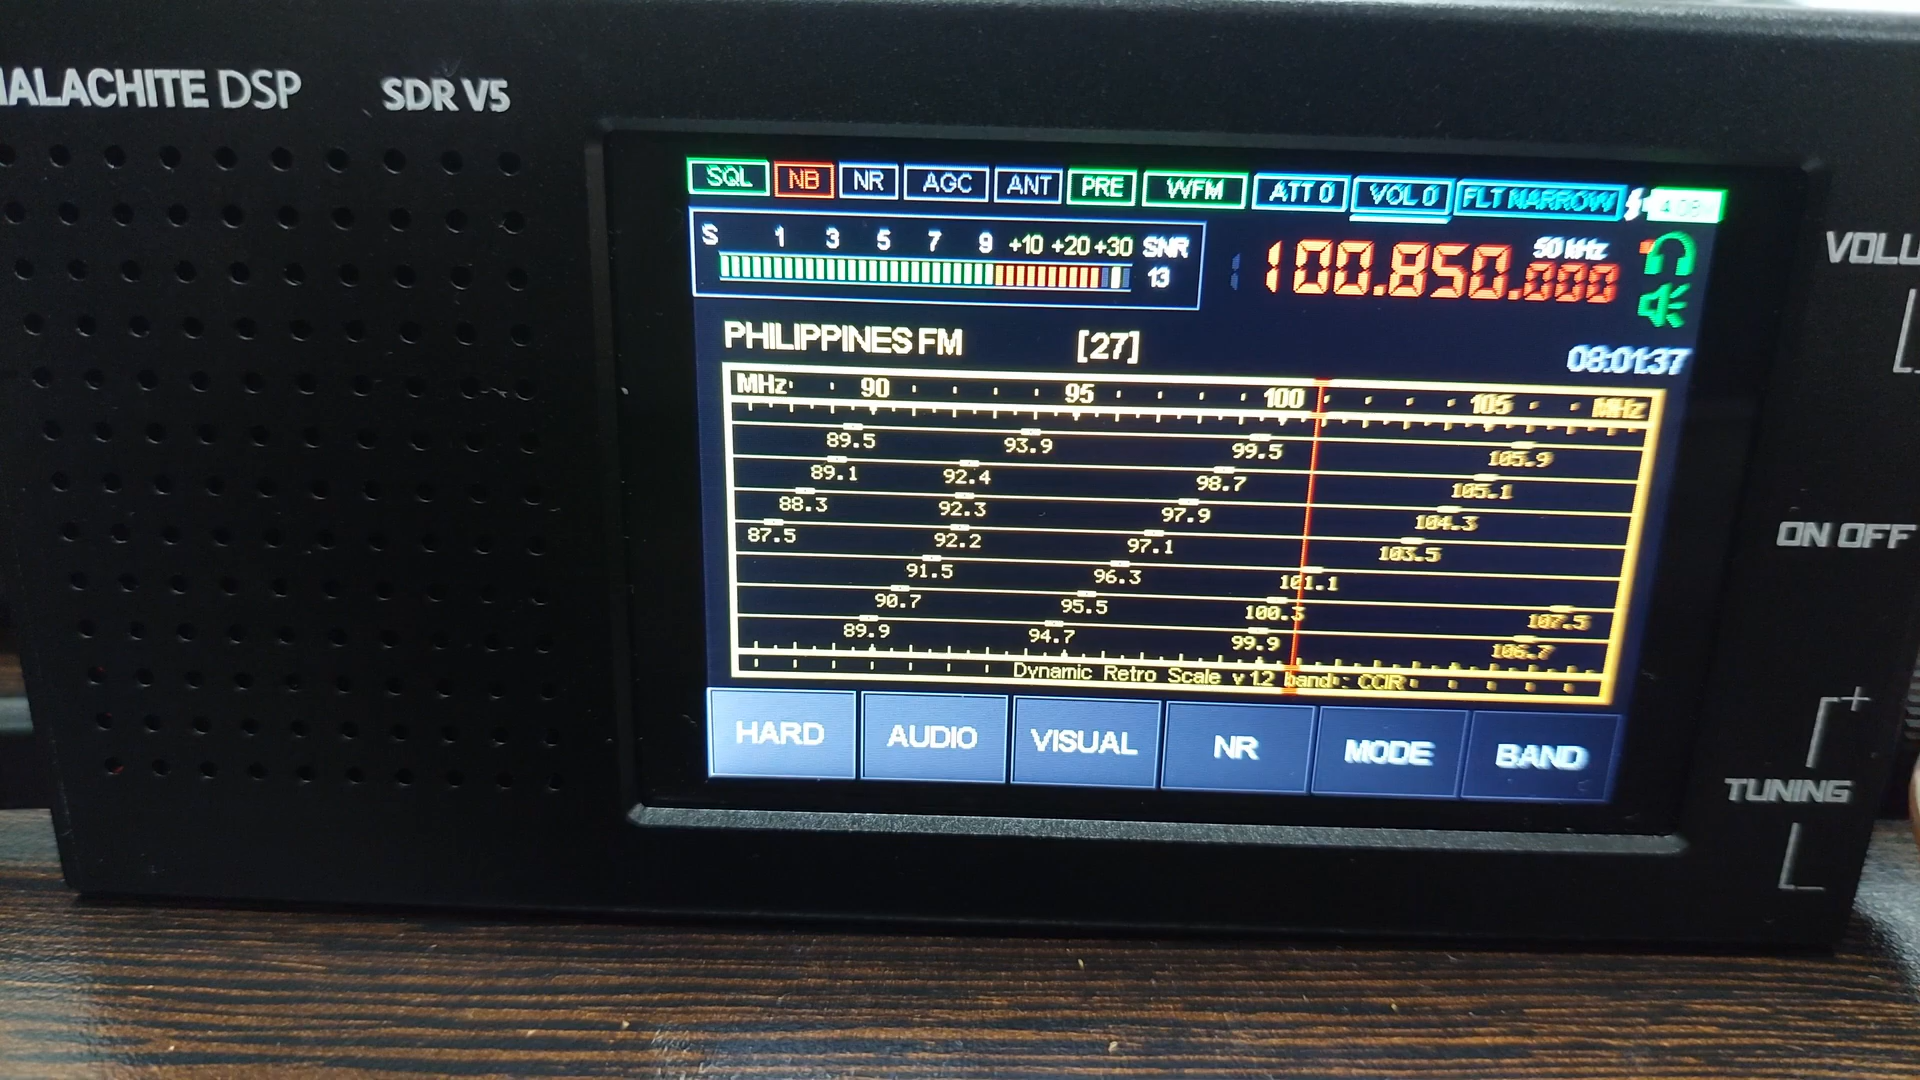 MALACHITE DSP SDR V5
SQL NB NR AGC ANT PRE WFM ATT 0 VOL 0 FLT NARROW
S 1 3 5 7 9 +10 +20 +30 SNR
13
50 kHz
100.850.000
PHILIPPINES FM [27]
08:01:37
MHz 90 95 100 105 MHz
89.5 93.9 99.5 105.9
89.1 92.4 98.7 105.1
88.3 92.3 97.9 104.3
87.5 92.2 97.1 103.5
91.5 96.3 101.1
90.7 95.5 100.3 107.5
89.9 94.7 99.9 106.7
Dynamic Retro Scale v 1.2 band : CCIR
HARD AUDIO VISUAL NR MODE BAND
VOLU
ON OFF
+
TUNING